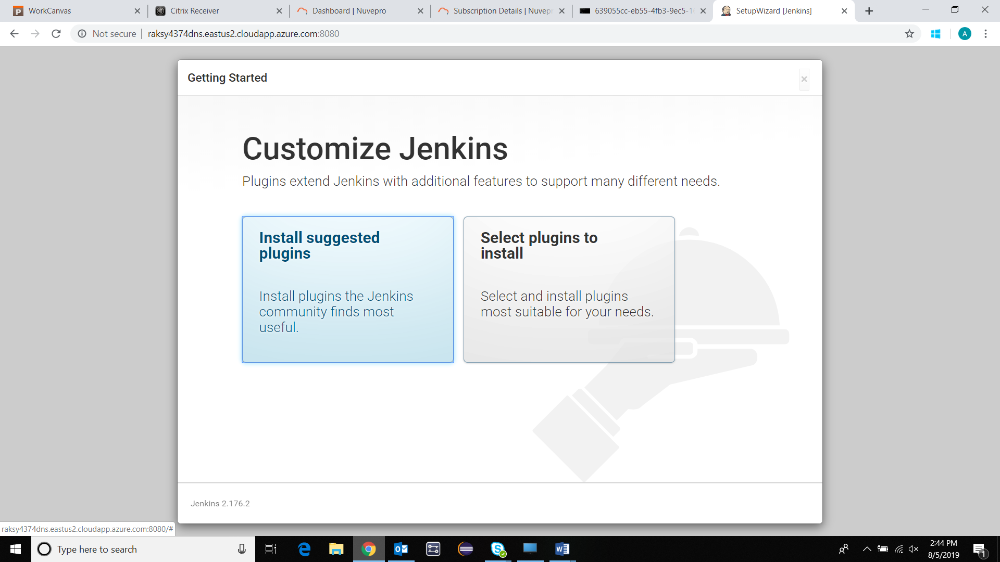 WorkCanvas
Citrix Receiver
Dashboard | Nuvepro
Subscription Details | Nuvepr
639055cc-eb55-4fb3-9ec5-1
SetupWizard [Jenkins]
Not secure | raksy4374dns.eastus2.cloudapp.azure.com:8080
A
Getting Started
Customize Jenkins
Plugins extend Jenkins with additional features to support many different needs.
Install suggested
plugins
Install plugins the Jenkins
community finds most
useful.
Select plugins to
install
Select and install plugins
most suitable for your needs.
Jenkins 2.176.2
raksy4374dns.eastus2.cloudapp.azure.com:8080/#
Type here to search
2:44 PM
8/5/2019
1